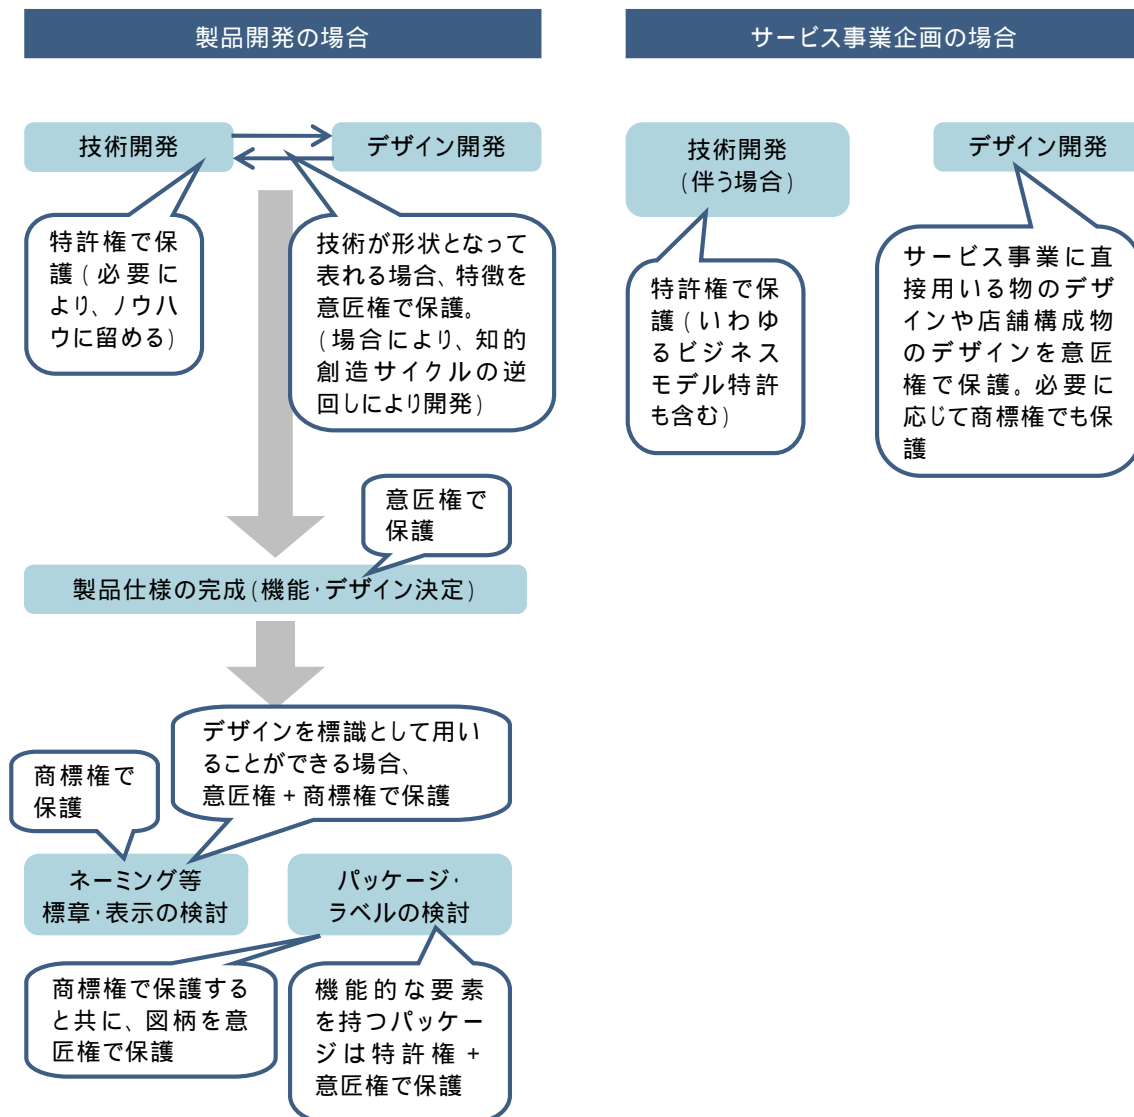 製品開発の場合
サービス事業企画の場合
技術開発
デザイン開発
特許権で保
護(必要に
より、ノウハ
ウに留める)
技術が形状となって
表れる場合、特徴を
意匠権で保護。
(場合により、知的
創造サイクルの逆
回しにより開発)
意匠権で
保護
製品仕様の完成(機能・デザイン決定)
デザインを標識として用い
ることができる場合、
意匠権+商標権で保護
商標権で
保護
ネーミング等
標章・表示の検討
パッケージ・
ラベルの検討
商標権で保護する
と共に、図柄を意
匠権で保護
機能的な要素
を持つパッケー
ジは特許権+
意匠権で保護
技術開発
(伴う場合)
デザイン開発
特許権で保
護(いわゆ
るビジネス
モデル特許
も含む)
サービス事業に直
接用いる物のデザ
インや店舗構成物
のデザインを意匠
権で保護。必要に
応じて商標権でも保
護